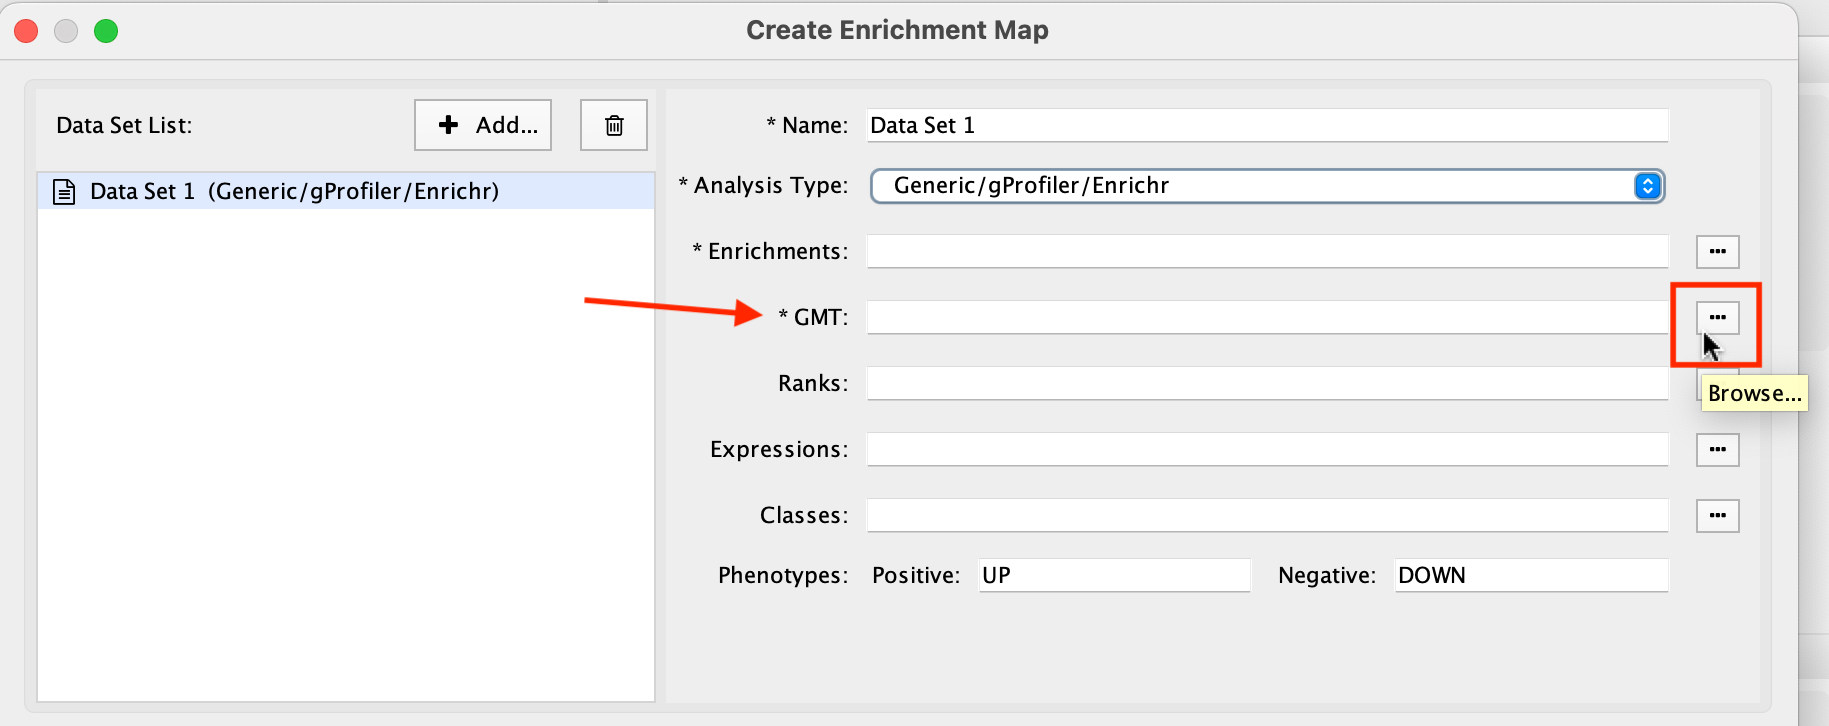 Create Enrichment Map
Data Set List:
Add...
Data Set 1 (Generic/gProfiler/Enrichr)
* Name: Data Set 1
* Analysis Type: Generic/gProfiler/Enrichr
* Enrichments:
* GMT:
Ranks:
Browse...
Expressions:
Classes:
Phenotypes: Positive: UP Negative: DOWN